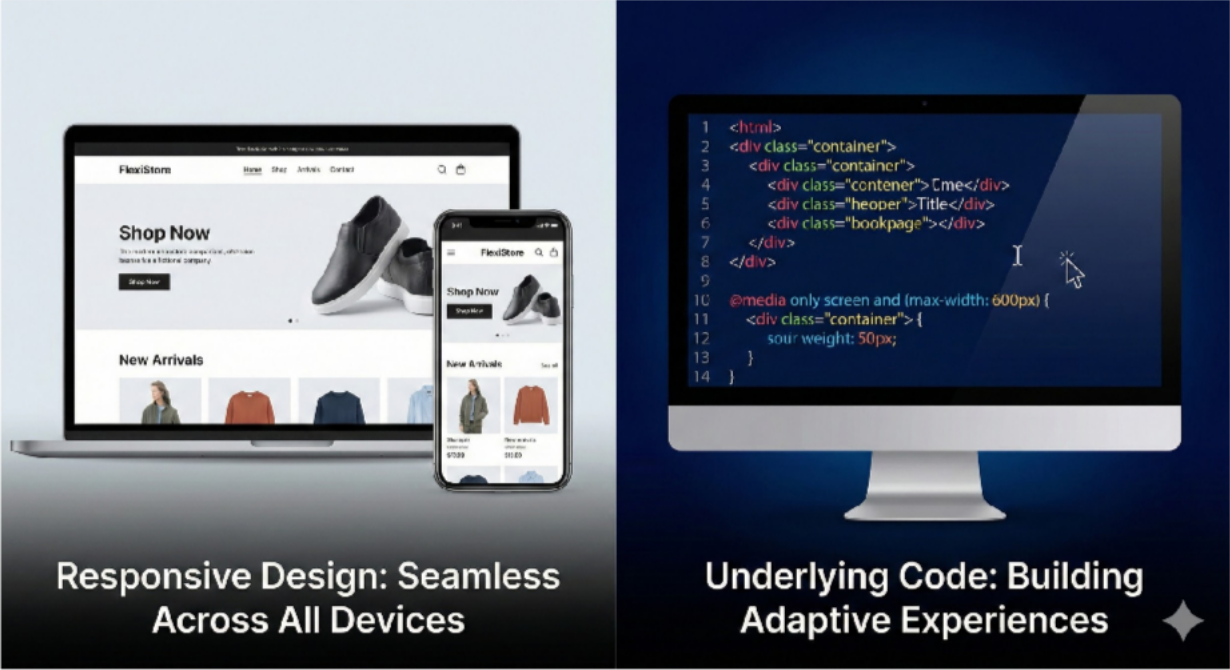 FlexiStore
Home Shop Arrivals Contact
Shop Now
Shop Now
New Arrivals
9:41
FlexiStore
Shop Now
Shop Now
New Arrivals
See all
Responsive Design: Seamless
Across All Devices
1 <html>
2 <div class="container">
3 <div class="container">
4 <div class="contener">Eme</div>
5 <div class="heoper">Title</div>
6 <div class="bookpage"></div>
7 </div>
8 </div>
9
10 @media only screen and (max-width: 600px) {
11 <div class="container"> {
12 sour weight: 50px;
13 }
14 }
Underlying Code: Building
Adaptive Experiences